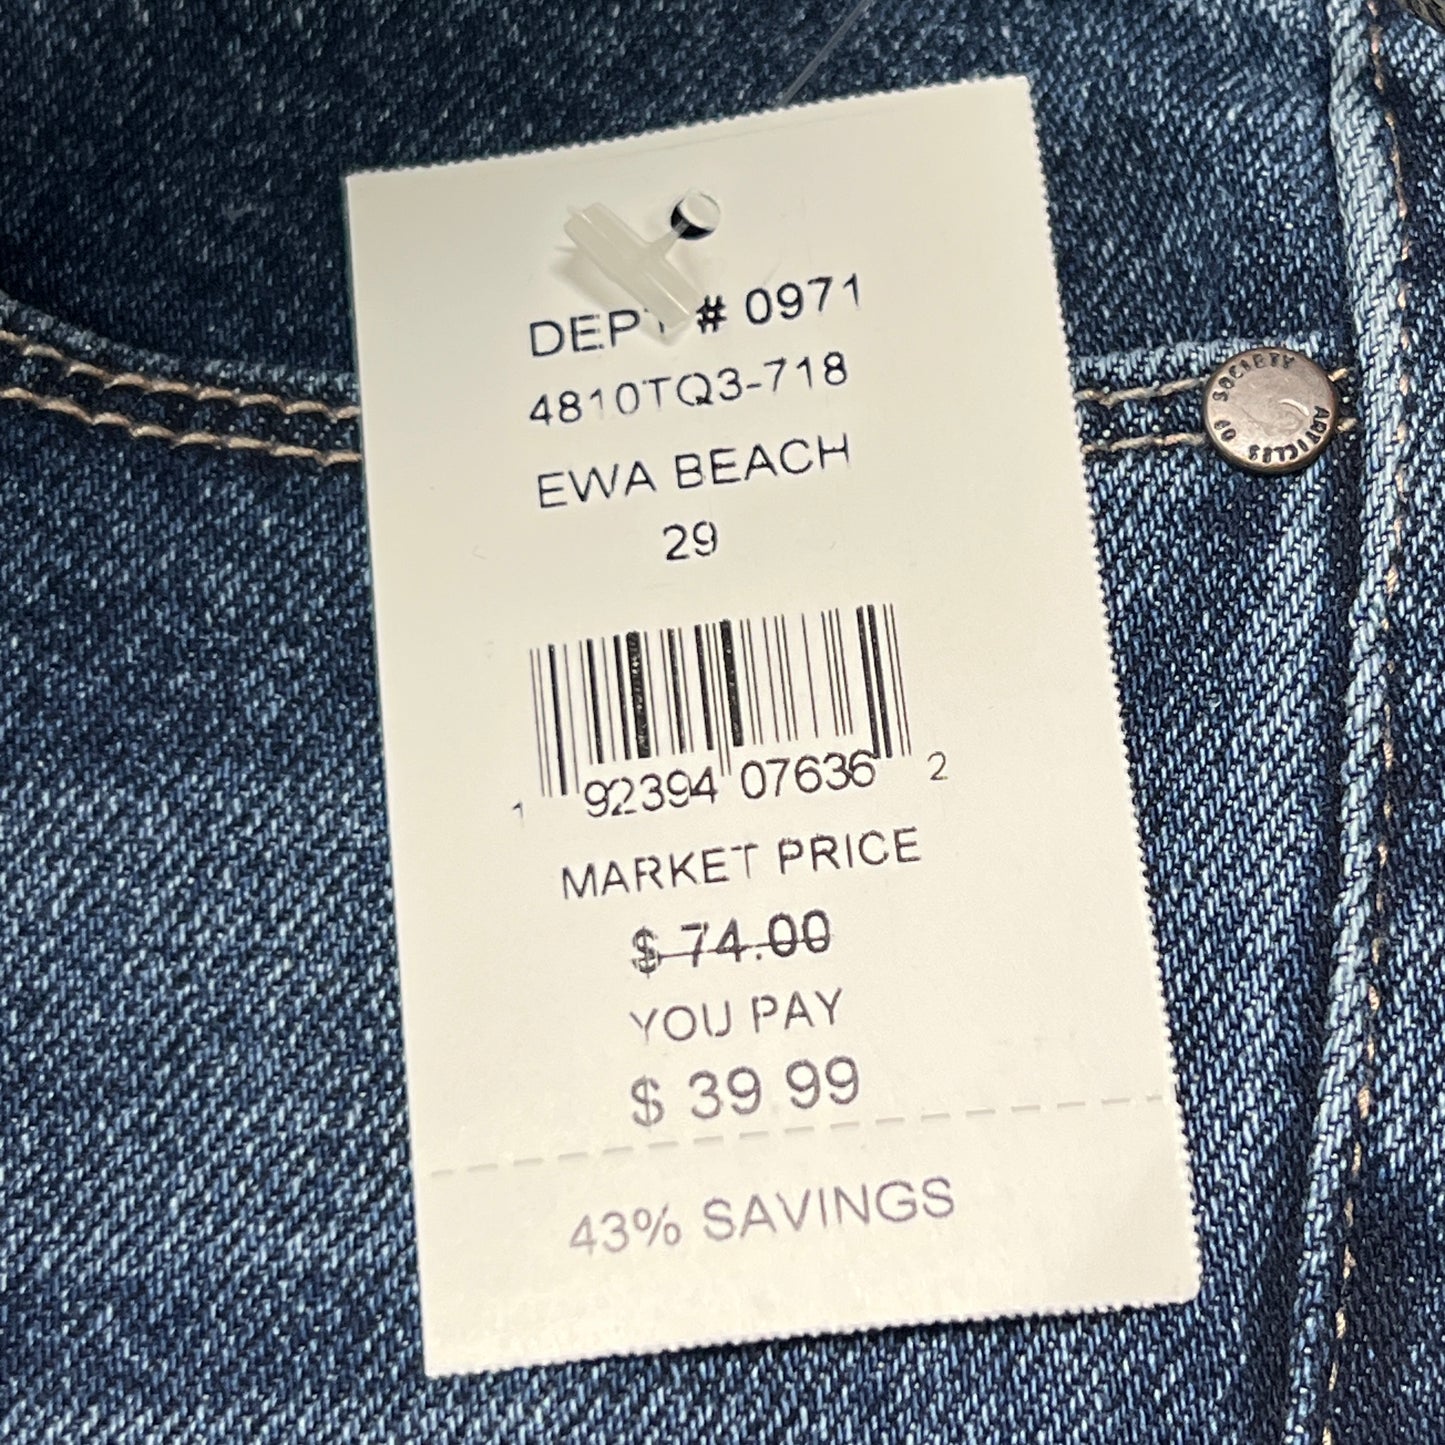 DEPT # 0971
4810TQ3-718
EWA BEACH
29
1 92394 07636 2
MARKET PRICE
$ 74.00
YOU PAY
$ 39.99
43% SAVINGS
ARTICLES OF SOCIETY